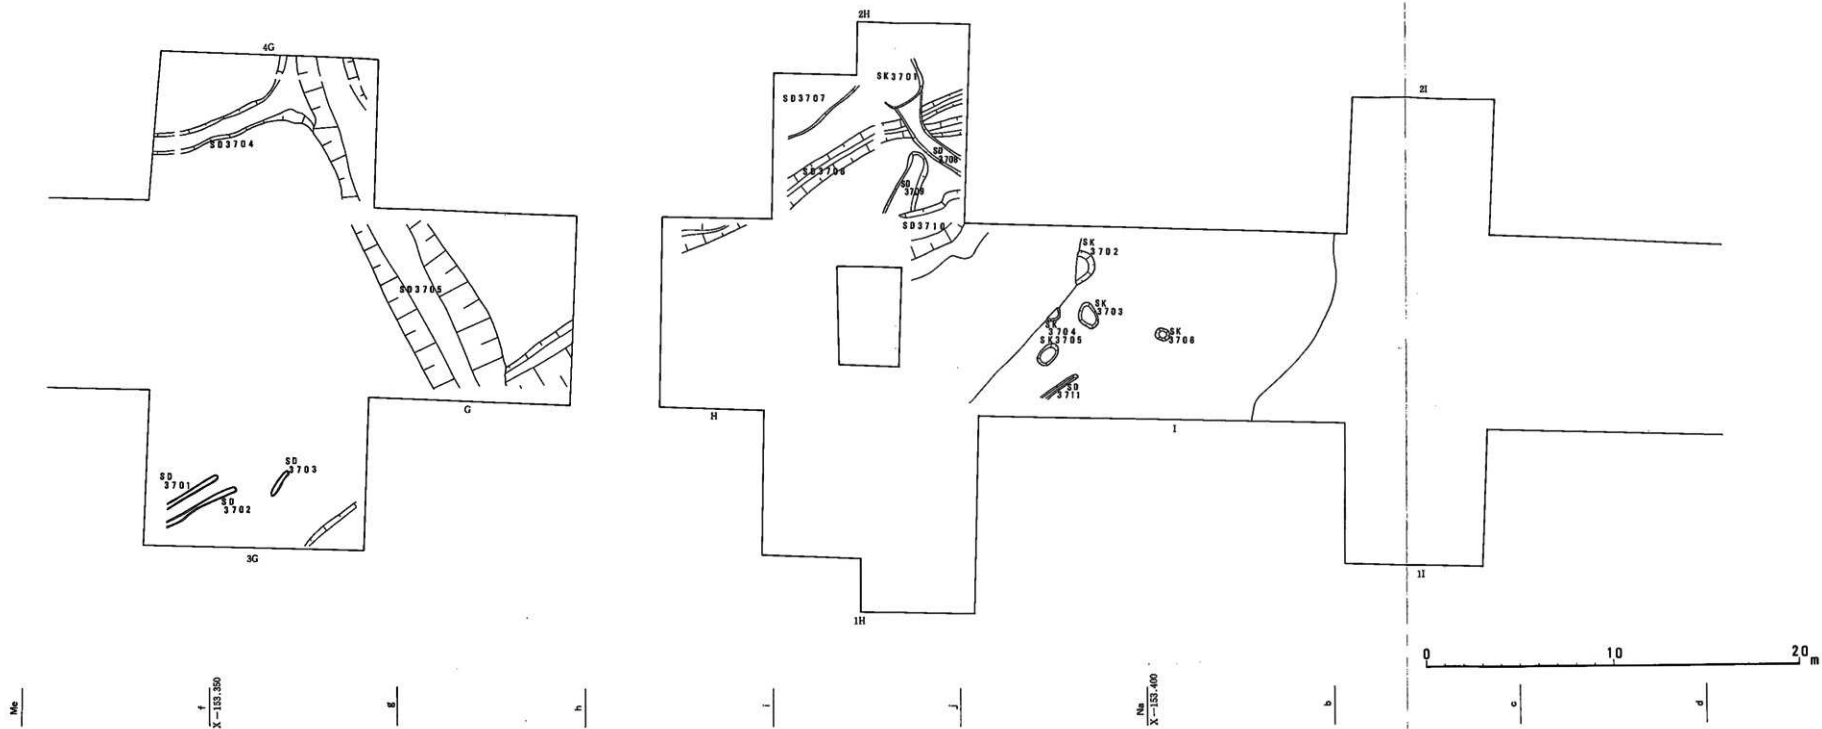 2H
4G
SK3701
SD3707
2I
SD3704
SD
3708
SD3706
SD
3709
SD3710
SK
3702
SD3705
SK
3703
SK
3704
SK3705
SK
3706
SD
3711
H
G
I
SD
3701
SD
3702
SD
3703
3G
1I
1H
0 10 20m
Me
f
X-153.350
g
h
i
j
Na
X-153.400
b
c
d